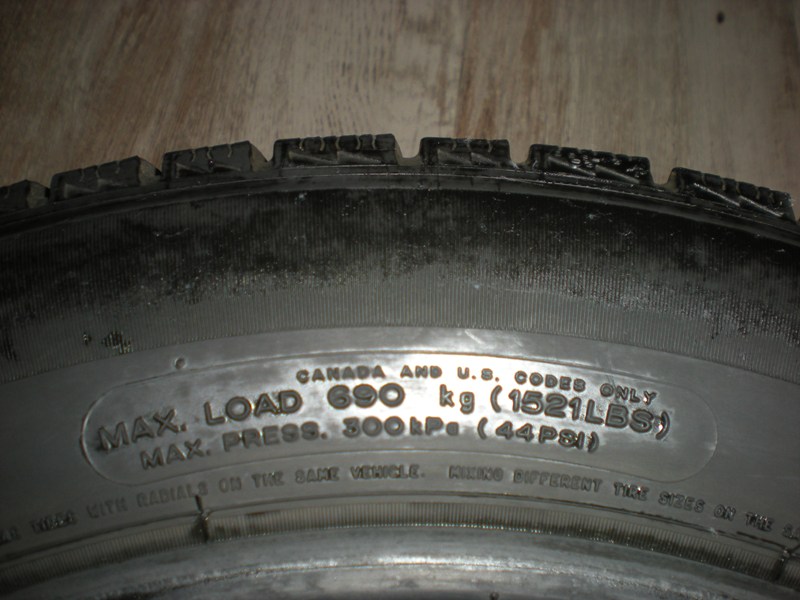 CANADA AND U.S. CODES ONLY
MAX. LOAD 690 kg (1521LBS)
MAX. PRESS. 300kPa (44PSI)
WITH RADIALS ON THE SAME VEHICLE. MIXING DIFFERENT TIRE SIZES ON THE